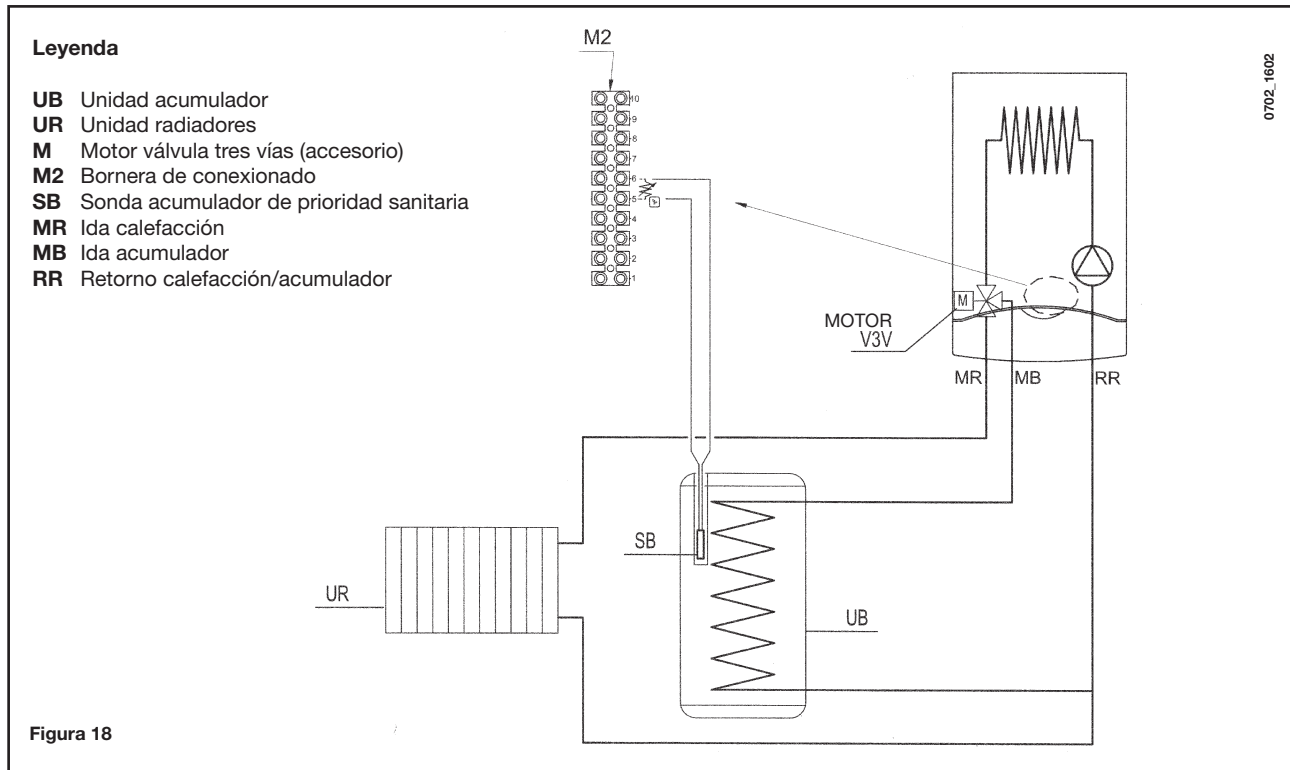 Leyenda
UB Unidad acumulador
UR Unidad radiadores
M Motor válvula tres vías (accesorio)
M2 Bornera de conexionado
SB Sonda acumulador de prioridad sanitaria
MR Ida calefacción
MB Ida acumulador
RR Retorno calefacción/acumulador
M2
10
9
8
7
6
5
4
3
2
1
0702_1602
M
MOTOR
V3V
MR
MB
RR
SB
UR
UB
Figura 18